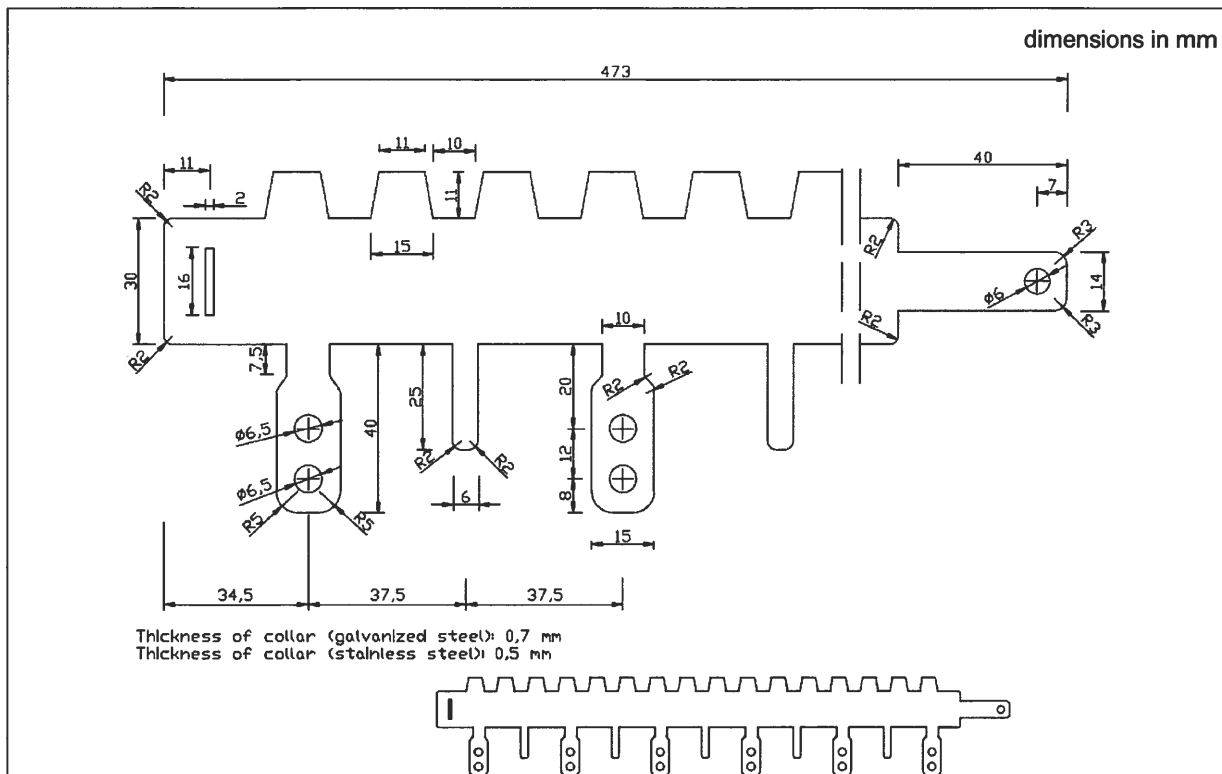 dimensions in mm
473
11
10
40
11
7
R2
2
11
R3
R2
15
30
16
Ø6
14
R2
R3
R2
7,5
10
25
40
20
R2
R2
Ø6,5
R2
R2
12
Ø6,5
R5
R5
6
8
15
34,5
37,5
37,5
Thickness of collar (galvanized steel): 0,7 mm
Thickness of collar (stainless steel): 0,5 mm